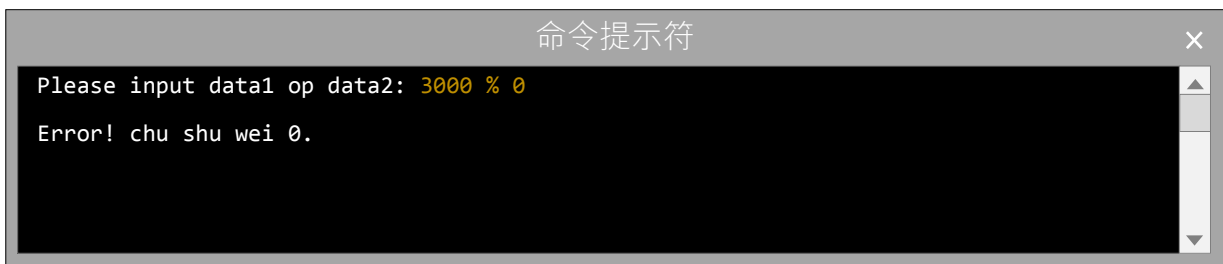 命令提示符
Please input data1 op data2: 3000 % 0
Error! chu shu wei 0.